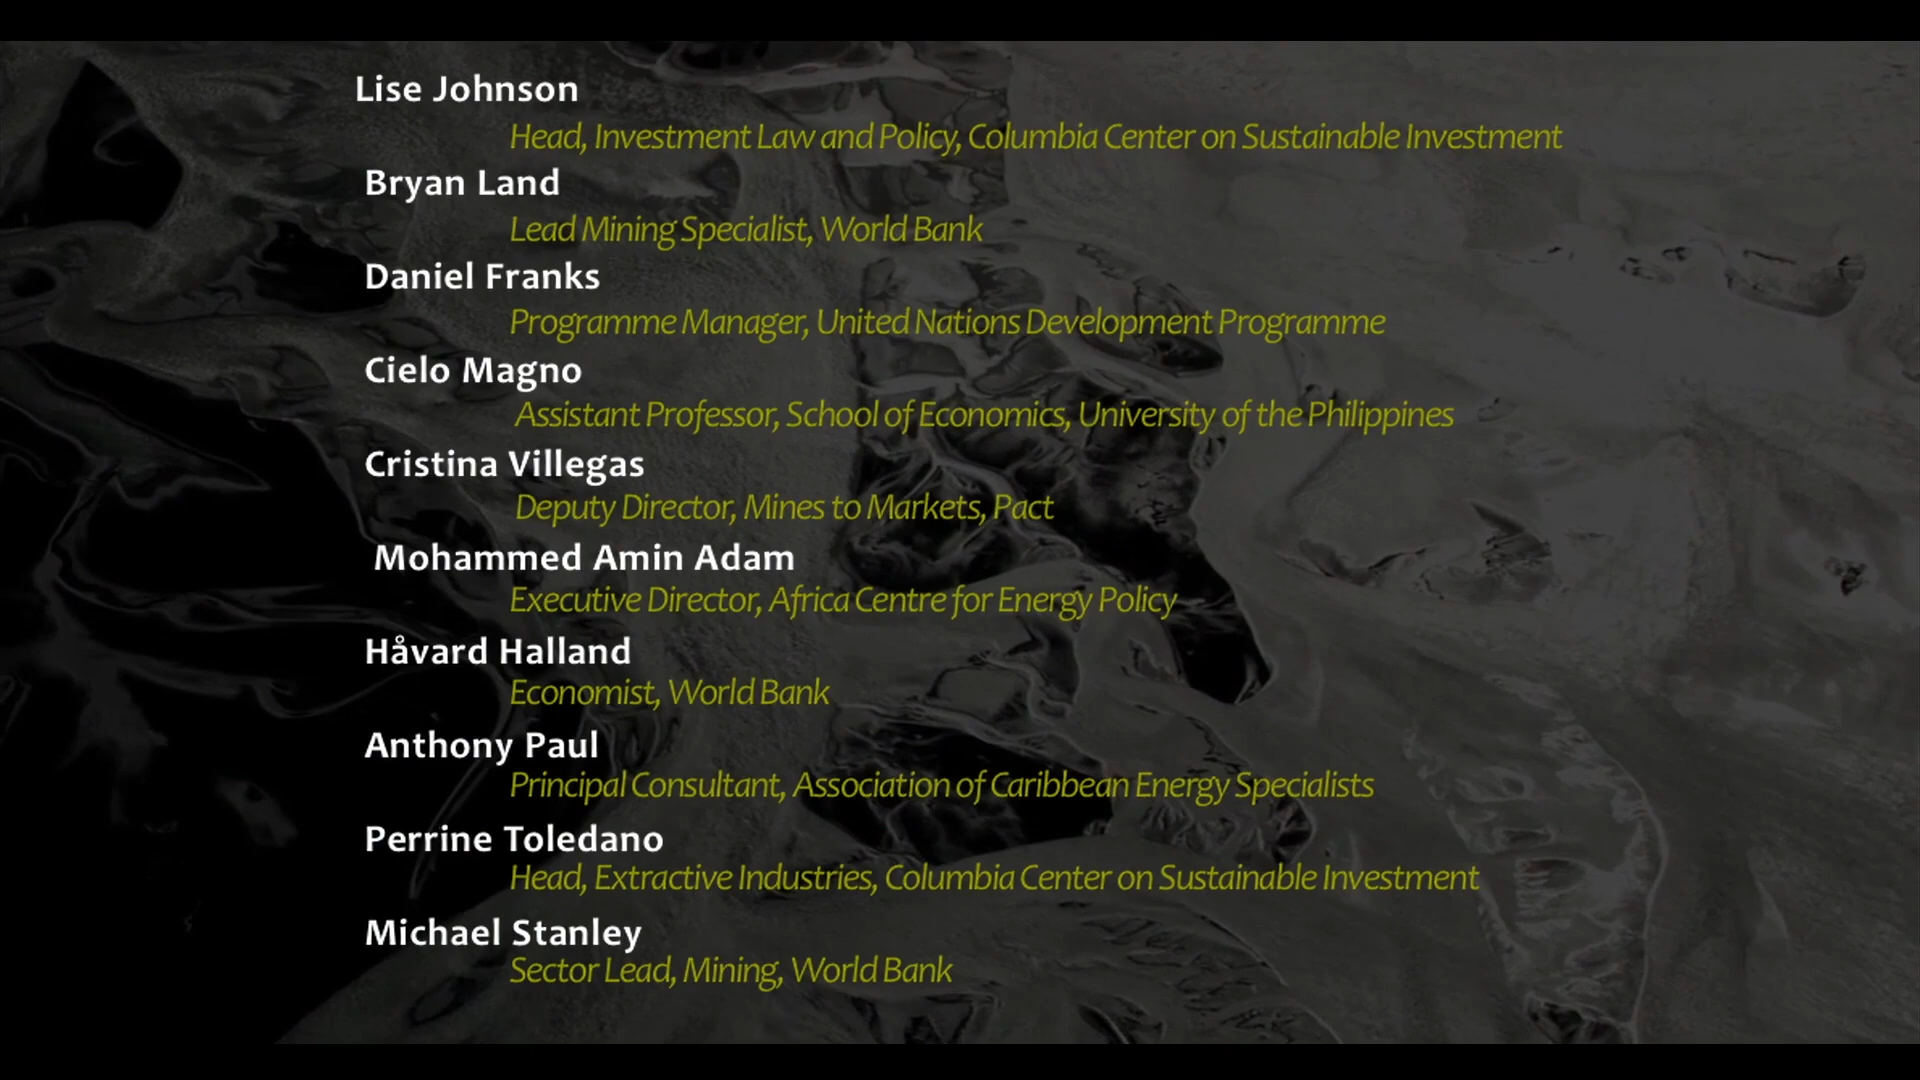 Lise Johnson
Head, Investment Law and Policy, Columbia Center on Sustainable Investment
Bryan Land
Lead Mining Specialist, World Bank
Daniel Franks
Programme Manager, United Nations Development Programme
Cielo Magno
Assistant Professor, School of Economics, University of the Philippines
Cristina Villegas
Deputy Director, Mines to Markets, Pact
Mohammed Amin Adam
Executive Director, Africa Centre for Energy Policy
Håvard Halland
Economist, World Bank
Anthony Paul
Principal Consultant, Association of Caribbean Energy Specialists
Perrine Toledano
Head, Extractive Industries, Columbia Center on Sustainable Investment
Michael Stanley
Sector Lead, Mining, World Bank